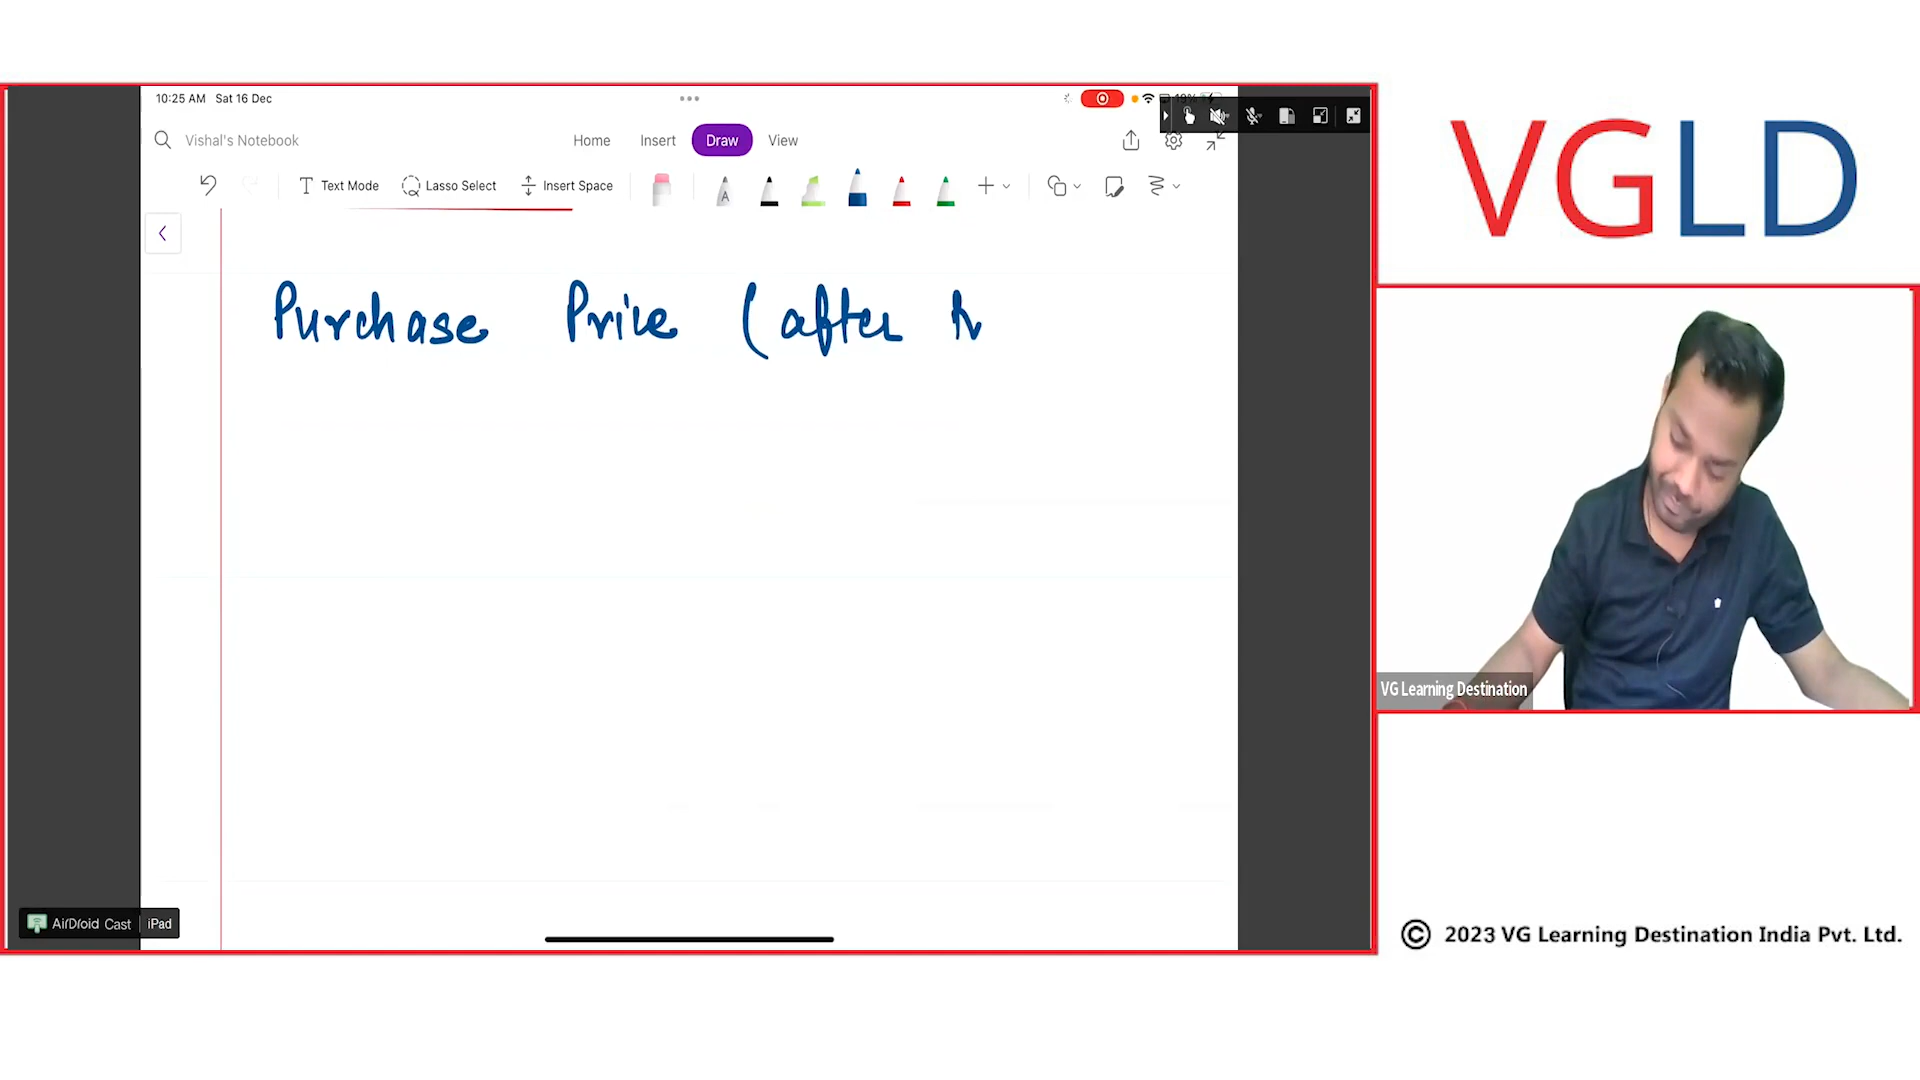 10:25 AM Sat 16 Dec
19%
Vishal's Notebook
Home Insert Draw View
Text Mode Lasso Select Insert Space
A
Purchase Price (after
VGLD
VG Learning Destination
AirDroid Cast iPad
© 2023 VG Learning Destination India Pvt. Ltd.